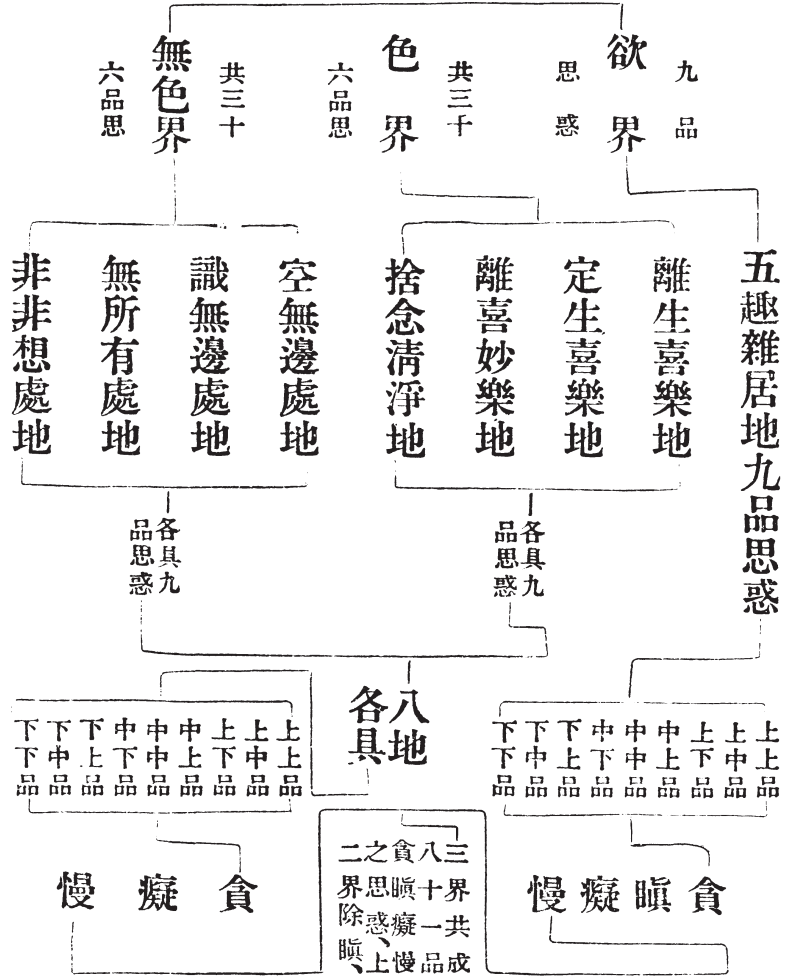 欲界
九品
思惑
色界
共三十
六品思
無色界
共三十
六品思
五趣雜居地九品思惑
離生喜樂地
定生喜樂地
離喜妙樂地
捨念清淨地
空無邊處地
識無邊處地
無所有處地
非非想處地
各具九
品思惑
各具九
品思惑
八地
各具
上上品
上中品
上下品
中上品
中中品
中下品
下上品
下中品
下下品
上上品
上中品
上下品
中上品
中中品
中下品
下上品
下中品
下下品
貪
瞋
癡
慢
三界共成
八十一品
貪瞋癡慢
之思惑、上
二界除瞋、
貪
癡
慢